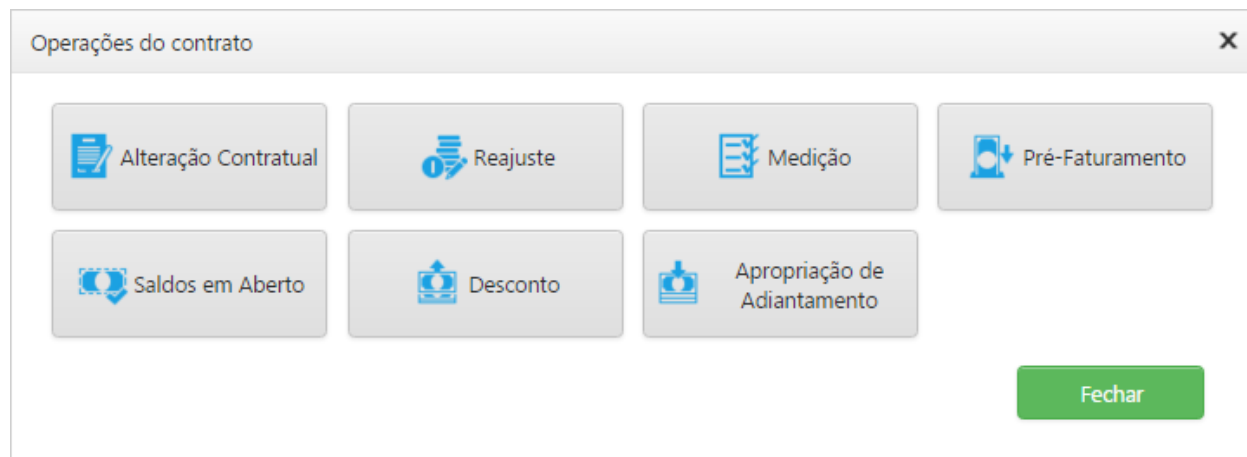 Operações do contrato
Alteração Contratual
Reajuste
Medição
Pré-Faturamento
Saldos em Aberto
Desconto
Apropriação de
Adiantamento
Fechar